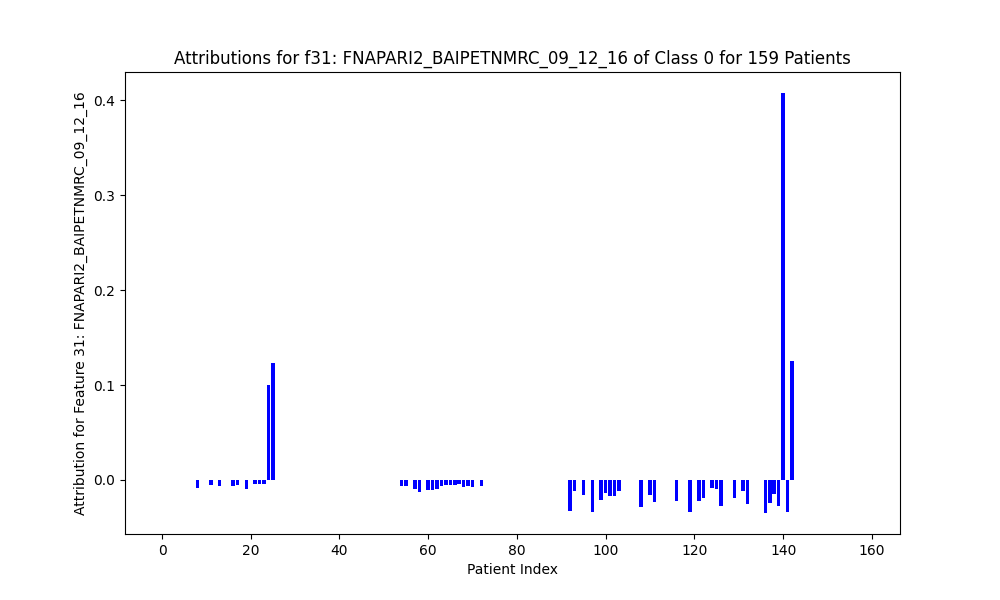 Attributions for f31: FNAPARI2_BAIPETNMRC_09_12_16 of Class 0 for 159 Patients
Attribution for Feature 31: FNAPARI2_BAIPETNMRC_09_12_16
0.4
0.3
0.2
0.1
0.0
0 20 40 60 80 100 120 140 160
Patient Index